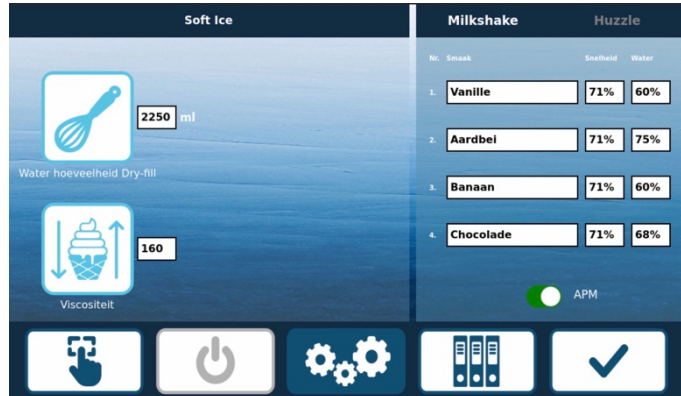 Soft Ice
2250 ml
Water hoeveelheid Dry-fill
160
Viscositeit
Milkshake Huzzle
Nr. Smaak Snelheid Water
1. Vanille 71% 60%
2. Aardbei 71% 75%
3. Banaan 71% 60%
4. Chocolade 71% 68%
APM